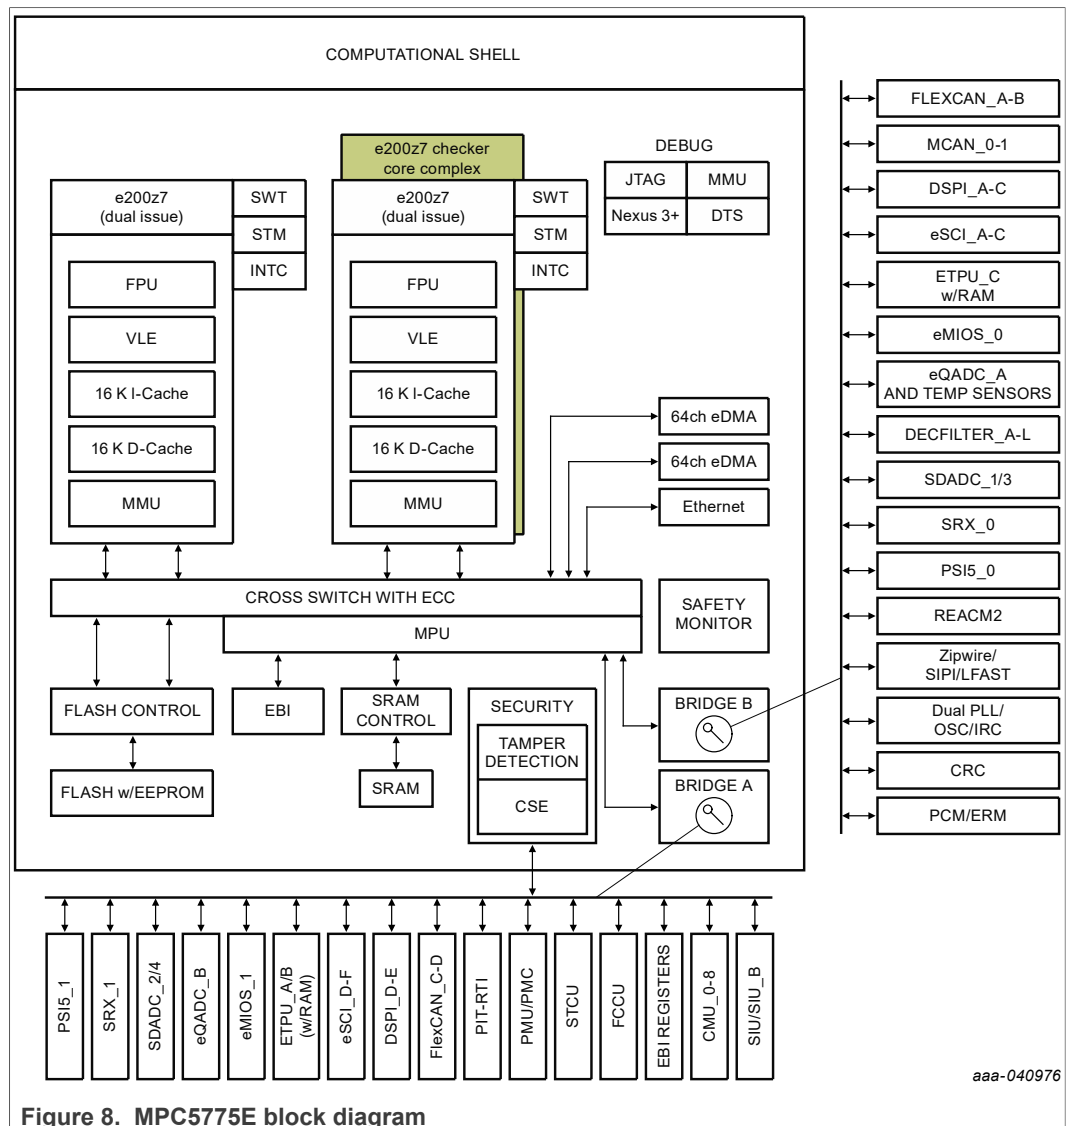 COMPUTATIONAL SHELL
e200z7 checker
core complex
DEBUG
JTAG
MMU
Nexus 3+
DTS
e200z7
(dual issue)
SWT
STM
INTC
FPU
VLE
16 K I-Cache
16 K D-Cache
MMU
e200z7
(dual issue)
SWT
STM
INTC
FPU
VLE
16 K I-Cache
16 K D-Cache
MMU
64ch eDMA
64ch eDMA
Ethernet
CROSS SWITCH WITH ECC
MPU
SAFETY
MONITOR
FLASH CONTROL
FLASH w/EEPROM
EBI
SRAM
CONTROL
SRAM
SECURITY
TAMPER
DETECTION
CSE
BRIDGE B
BRIDGE A
FLEXCAN_A-B
MCAN_0-1
DSPI_A-C
eSCI_A-C
ETPU_C
w/RAM
eMIOS_0
eQADC_A
AND TEMP SENSORS
DECFILTER_A-L
SDADC_1/3
SRX_0
PSI5_0
REACM2
Zipwire/
SIPI/LFAST
Dual PLL/
OSC/IRC
CRC
PCM/ERM
PSI5_1
SRX_1
SDADC_2/4
eQADC_B
eMIOS_1
ETPU_A/B
(w/RAM)
eSCI_D-F
DSPI_D-E
FlexCAN_C-D
PIT-RTI
PMU/PMC
STCU
FCCU
EBI REGISTERS
CMU_0-8
SIU/SIU_B
aaa-040976
Figure 8. MPC5775E block diagram